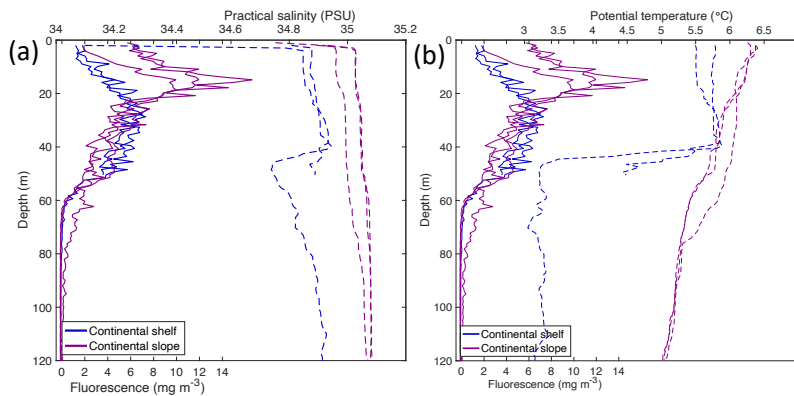 Practical salinity (PSU)
34 34.2 34.4 34.6 34.8 35 35.2
(a)
0
20
40
60
80
100
120
Depth (m)
Continental shelf
Continental slope
0 2 4 6 8 10 12 14
Fluorescence (mg m-3)
Potential temperature (°C)
3 3.5 4 4.5 5 5.5 6 6.5
(b)
0
20
40
60
80
100
120
Depth (m)
Continental shelf
Continental slope
0 2 4 6 8 10 12 14
Fluorescence (mg m-3)